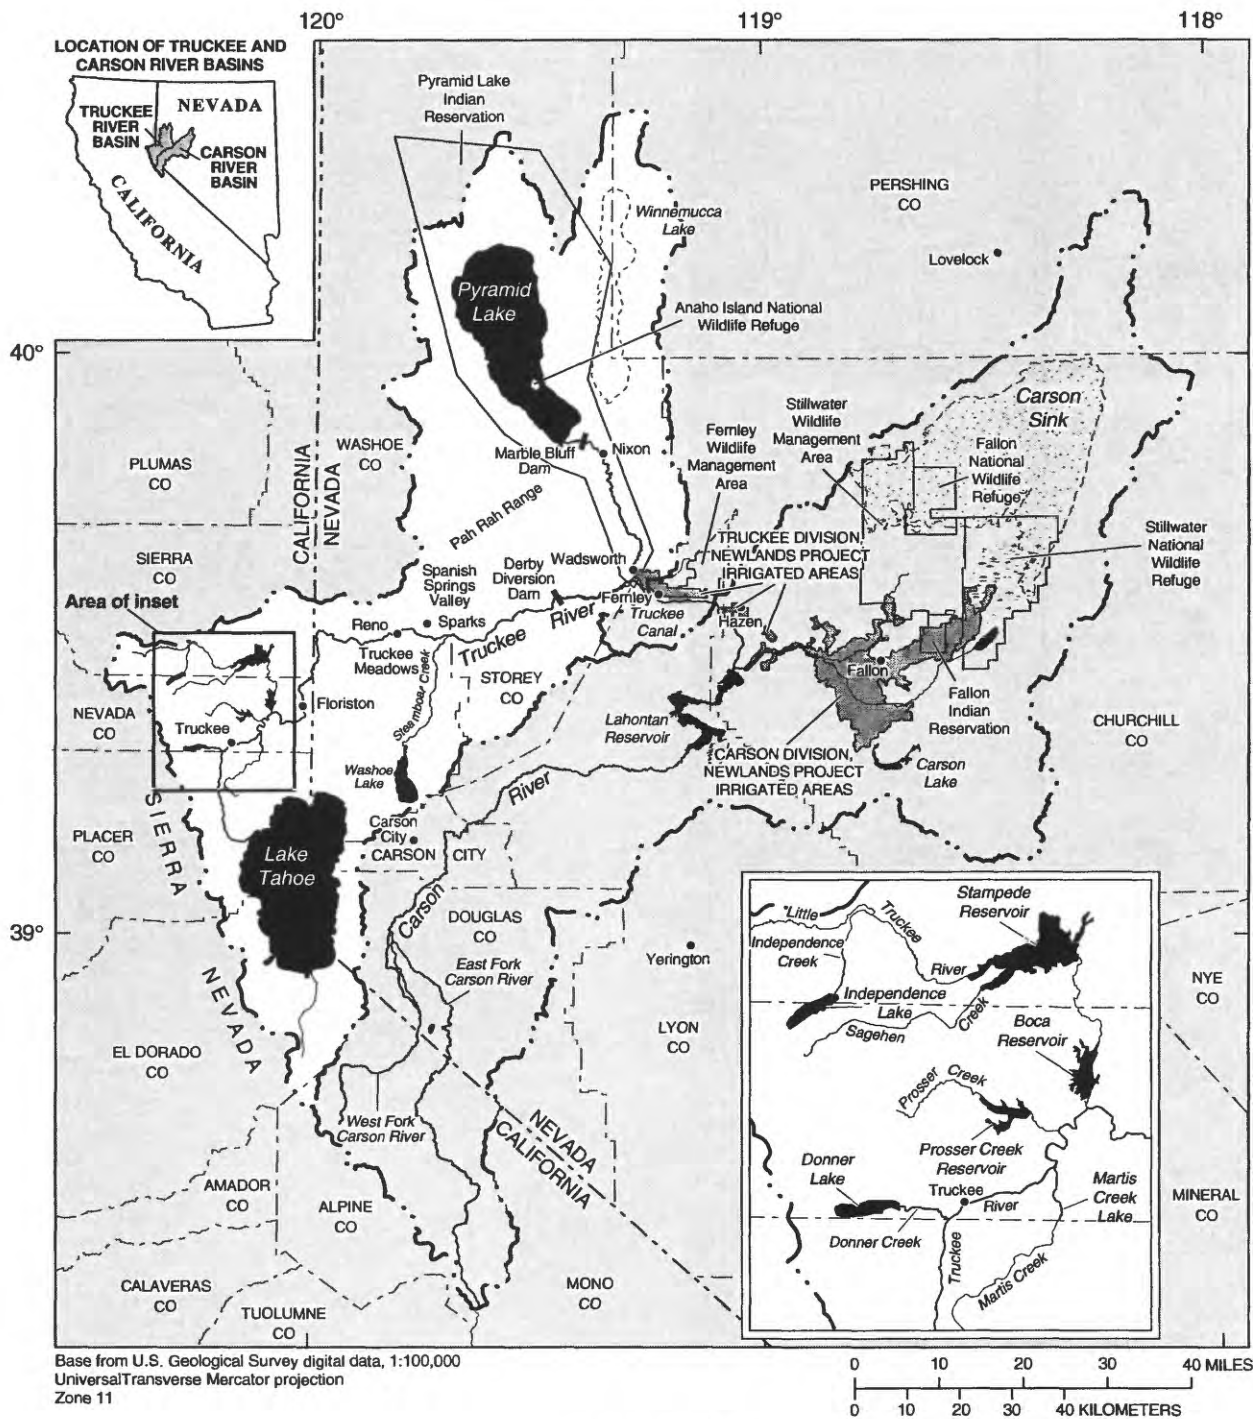 120°
119°
118°
LOCATION OF TRUCKEE AND
CARSON RIVER BASINS
NEVADA
TRUCKEE
RIVER
BASIN
CARSON
RIVER
BASIN
CALIFORNIA
Pyramid Lake
Indian
Reservation
PERSHING
CO
Winnemucca
Lake
Lovelock
Pyramid
Lake
Anaho Island National
Wildlife Refuge
40°
Carson
Sink
Stillwater
Wildlife
Management
Area
Fernley
Wildlife
Management
Area
Fallon
National
Wildlife
Refuge
WASHOE
CO
PLUMAS
CO
CALIFORNIA
NEVADA
Marble Bluff
Dam
Nixon
Pah Rah Range
Stillwater
National
Wildlife
Refuge
TRUCKEE DIVISION,
NEWLANDS PROJECT
IRRIGATED AREAS
SIERRA
CO
Wadsworth
Spanish
Springs
Valley
Derby
Diversion
Dam
Area of inset
Fernley
Truckee
Canal
Hazen
Reno
Sparks
Truckee
River
Truckee
Meadows
Steamboat Creek
STOREY
CO
Fallon
Fallon
Indian
Reservation
NEVADA
CO
Truckee
Floriston
Lahontan
Reservoir
CHURCHILL
CO
CARSON DIVISION,
NEWLANDS PROJECT
IRRIGATED AREAS
Carson
Lake
Washoe
Lake
River
SIERRA
PLACER
CO
Carson
City
CARSON
CITY
Lake
Tahoe
Carson
DOUGLAS
CO
39°
Yerington
East Fork
Carson River
NEVADA
LYON
CO
NYE
CO
EL DORADO
CO
West Fork
Carson River
NEVADA
CALIFORNIA
AMADOR
CO
ALPINE
CO
MINERAL
CO
CALAVERAS
CO
TUOLUMNE
CO
MONO
CO
Stampede
Reservoir
Little
Truckee
River
Independence
Creek
Independence
Lake
Sagehen
Creek
Boca
Reservoir
Prosser
Creek
Prosser Creek
Reservoir
Donner
Lake
Truckee
River
Martis
Creek
Lake
Donner Creek
Truckee
Martis Creek
Base from U.S. Geological Survey digital data, 1:100,000
UniversalTransverse Mercator projection
Zone 11
0 10 20 30 40 MILES
0 10 20 30 40 KILOMETERS